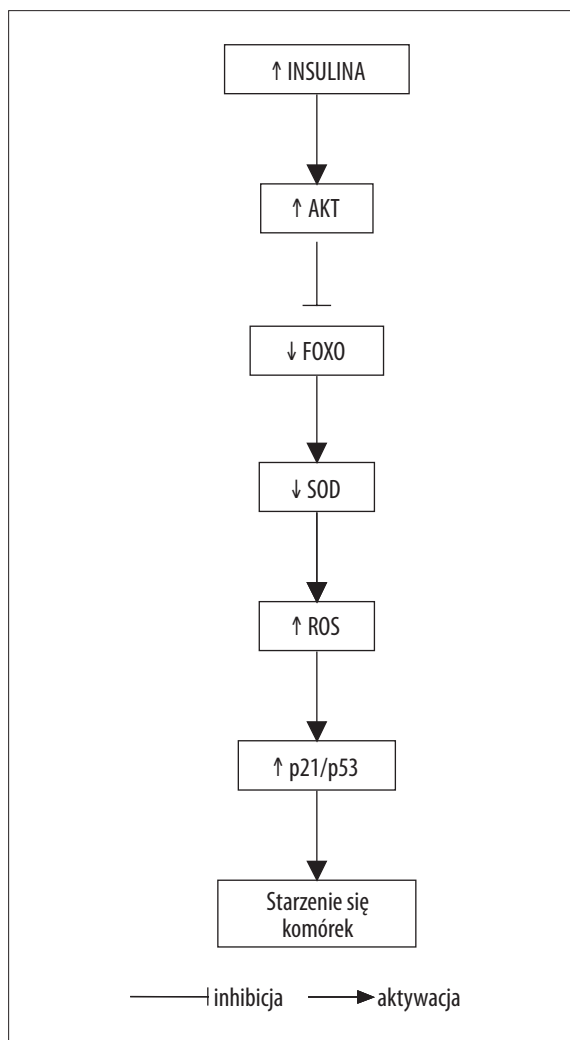 ↑ INSULINA
↑ AKT
↓ FOXO
↓ SOD
↑ ROS
↑ p21/p53
Starzenie się
komórek
inhibicja aktywacja